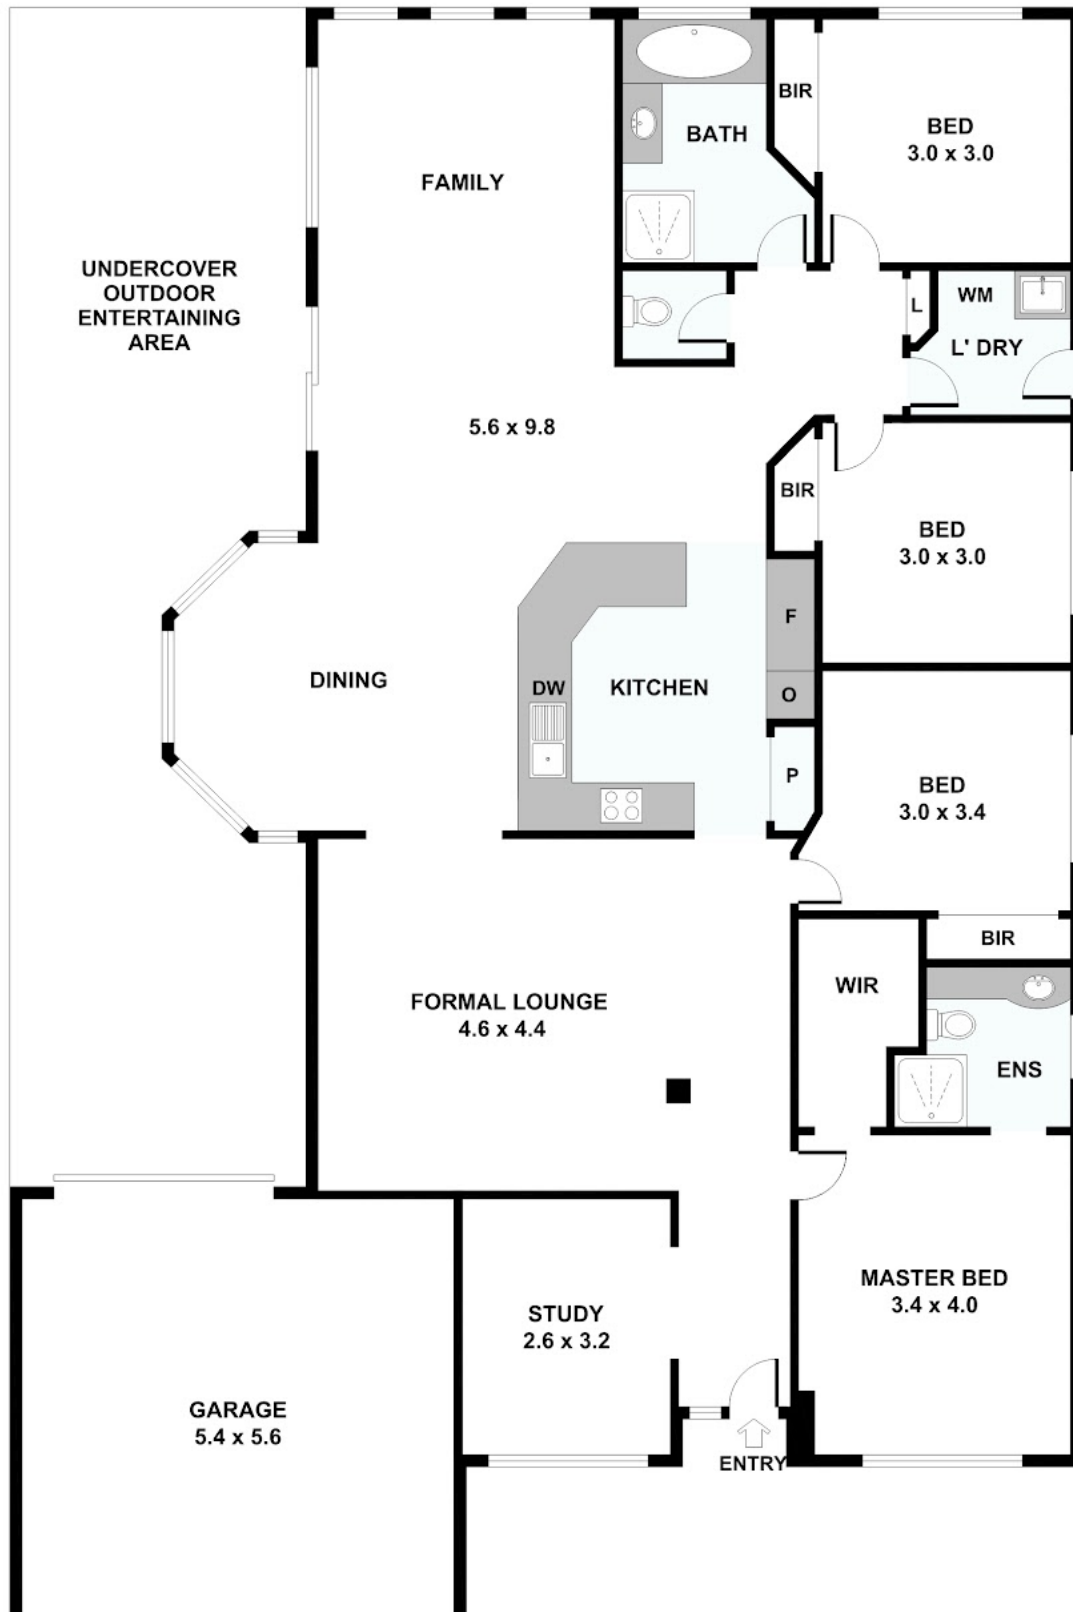 BIR
BED
3.0 x 3.0
BATH
FAMILY
UNDERCOVER
OUTDOOR
ENTERTAINING
AREA
L
WM
L' DRY
5.6 x 9.8
BIR
BED
3.0 x 3.0
F
DINING
DW
KITCHEN
O
P
BED
3.0 x 3.4
BIR
WIR
FORMAL LOUNGE
4.6 x 4.4
ENS
MASTER BED
3.4 x 4.0
STUDY
2.6 x 3.2
GARAGE
5.4 x 5.6
ENTRY